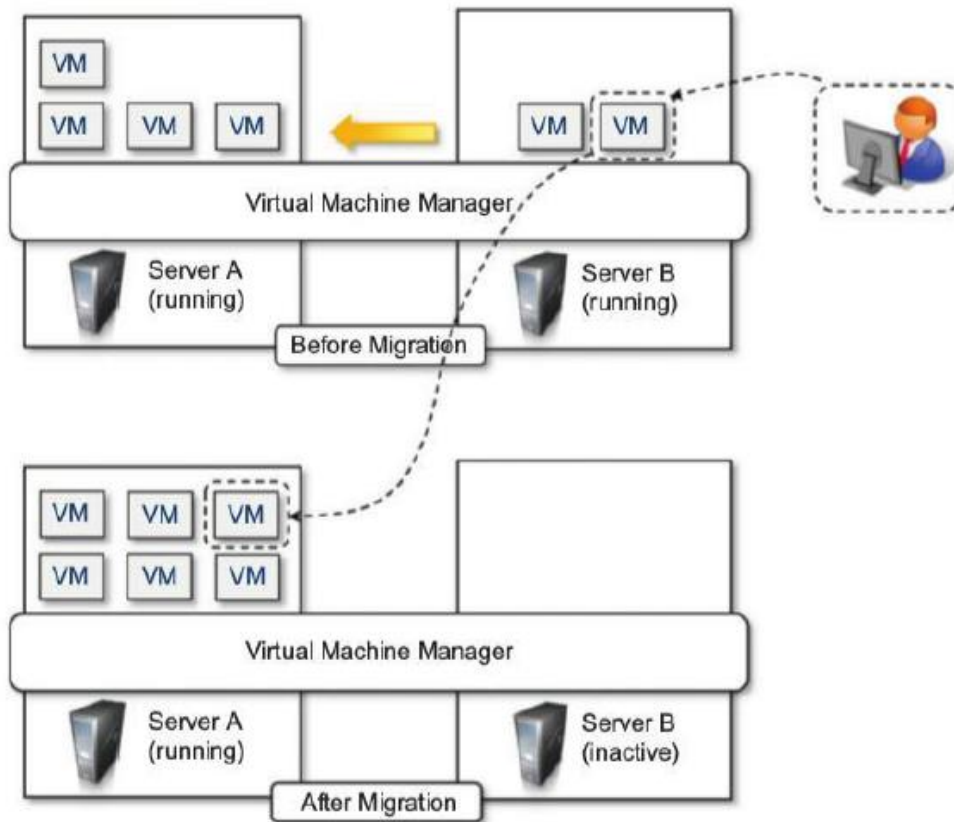 VM
VM VM VM
VM VM
Virtual Machine Manager
Server A
(running)
Server B
(running)
Before Migration
VM VM VM
VM VM VM
Virtual Machine Manager
Server A
(running)
Server B
(inactive)
After Migration